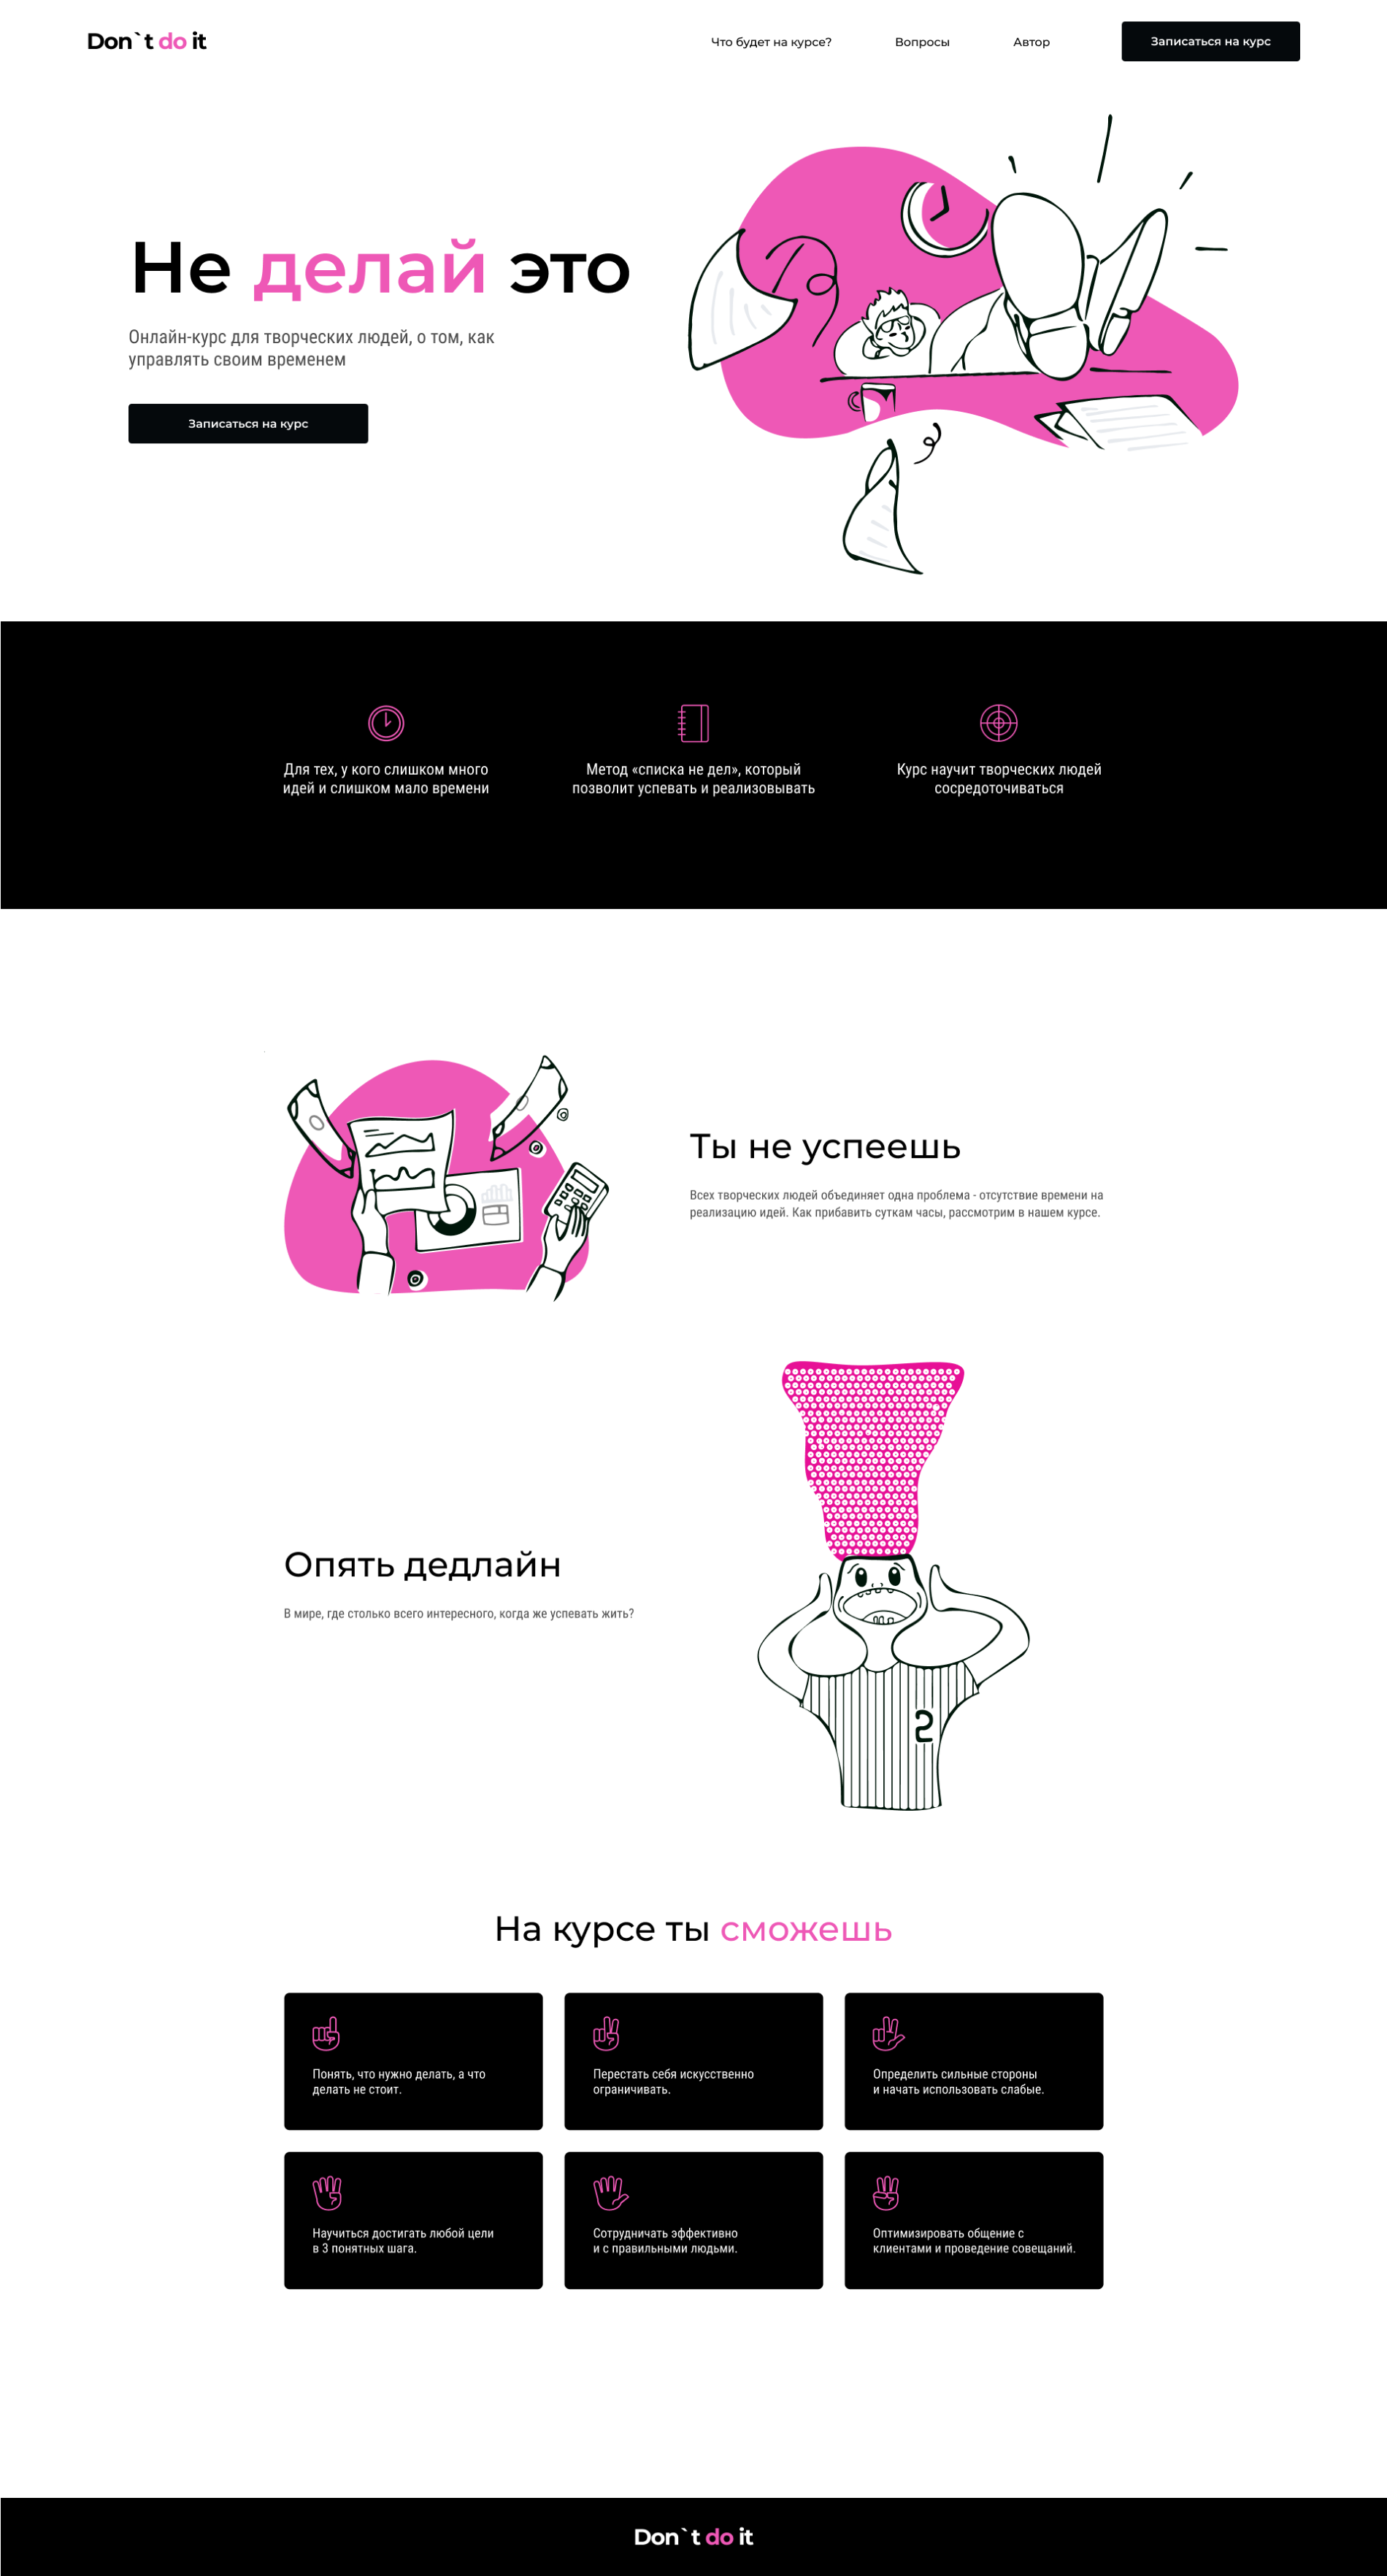 Don`t do it
Что будет на курсе?
Вопросы
Автор
Записаться на курс
Не делай это
Онлайн-курс для творческих людей, о том, как
управлять своим временем
Записаться на курс
Для тех, у кого слишком много
идей и слишком мало времени
Метод «списка не дел», который
позволит успевать и реализовывать
Курс научит творческих людей
сосредоточиваться
Ты не успеешь
Всех творческих людей объединяет одна проблема - отсутствие времени на
реализацию идей. Как прибавить суткам часы, рассмотрим в нашем курсе.
Опять дедлайн
В мире, где столько всего интересного, когда же успевать жить?
2
На курсе ты сможешь
Понять, что нужно делать, а что
делать не стоит.
Перестать себя искусственно
ограничивать.
Определить сильные стороны
и начать использовать слабые.
Научиться достигать любой цели
в 3 понятных шага.
Сотрудничать эффективно
и с правильными людьми.
Оптимизировать общение с
клиентами и проведение совещаний.
Don`t do it